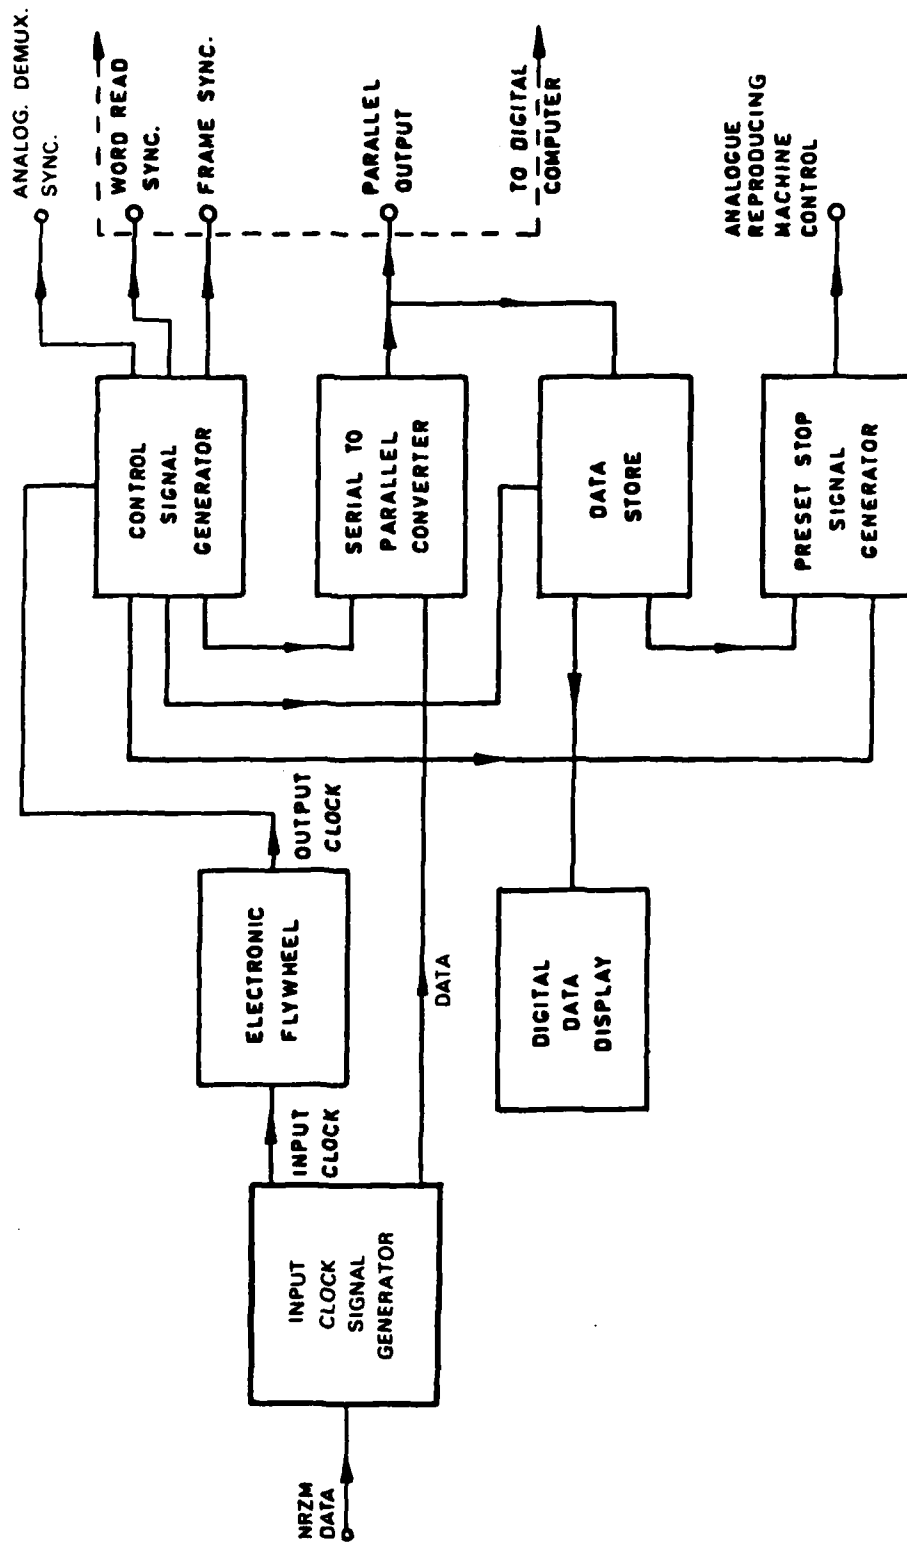 NRZM
DATA
INPUT
CLOCK
SIGNAL
GENERATOR
INPUT
CLOCK
ELECTRONIC
FLYWHEEL
OUTPUT
CLOCK
DATA
DIGITAL
DATA
DISPLAY
CONTROL
SIGNAL
GENERATOR
SERIAL TO
PARALLEL
CONVERTER
DATA
STORE
PRESET STOP
SIGNAL
GENERATOR
ANALOG. DEMUX.
SYNC.
WORD READ
SYNC.
FRAME SYNC.
PARALLEL
OUTPUT
TO DIGITAL
COMPUTER
ANALOGUE
REPRODUCING
MACHINE
CONTROL